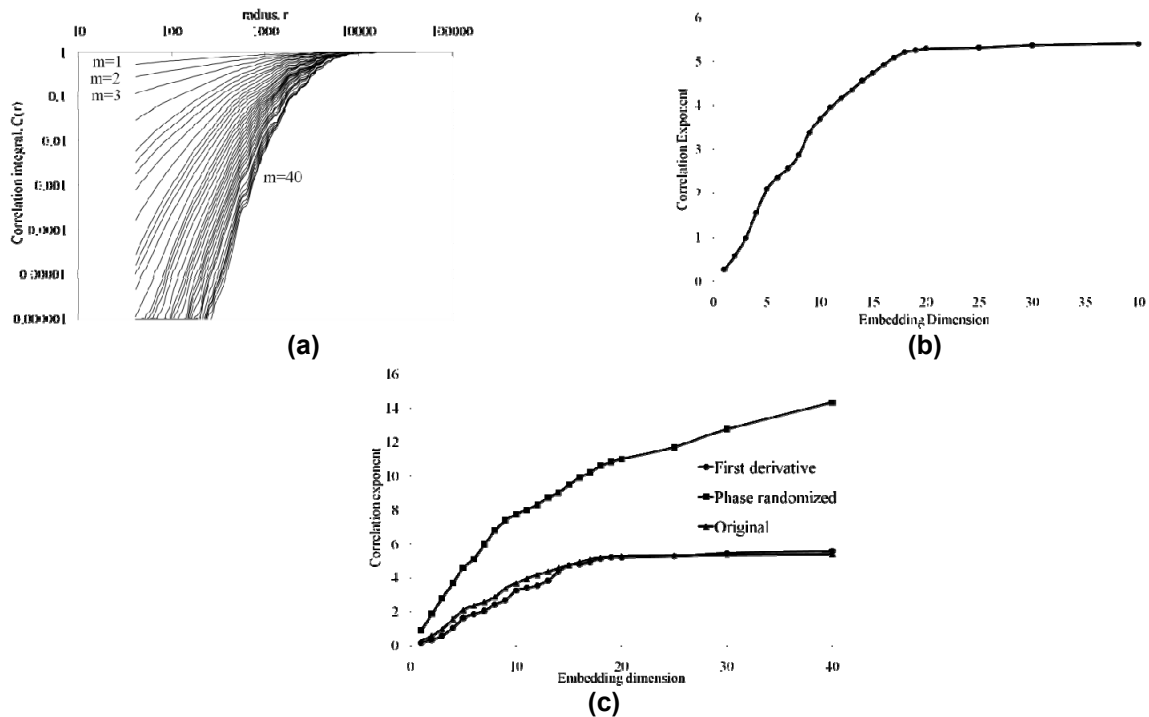 radius, r
10 100 1000 10000 100000
1
m=1
m=2
m=3
0.1
0.01
0.001
0.0001
0.00001
0.000001
m=40
Correlation integral, C(r)
(a)
6
5
4
3
2
1
0
Correlation Exponent
0 5 10 15 20 25 30 35 40
Embedding Dimension
(b)
16
14
12
10
8
6
4
2
0
Correlation exponent
First derivative
Phase randomized
Original
0 10 20 30 40
Embedding dimension
(c)